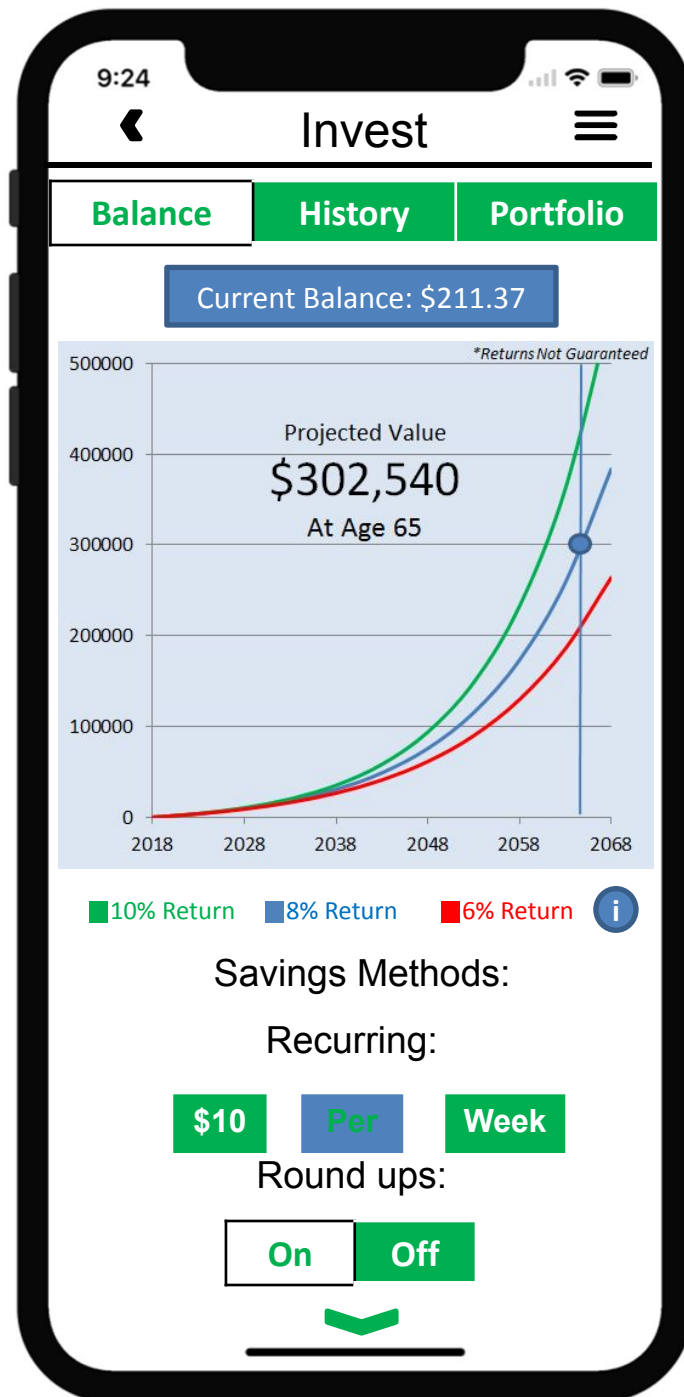 9:24
Invest
Balance History Portfolio
Current Balance: $211.37
*Returns Not Guaranteed
500000
400000
300000
200000
100000
0
Projected Value
$302,540
At Age 65
2018 2028 2038 2048 2058 2068
10% Return 8% Return 6% Return i
Savings Methods:
Recurring:
$10 Per Week
Round ups:
On Off